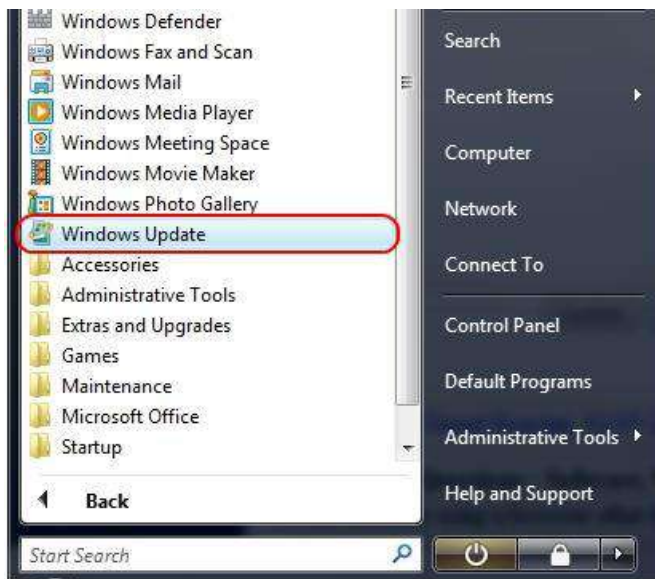 Windows Defender
Windows Fax and Scan
Windows Mail
Windows Media Player
Windows Meeting Space
Windows Movie Maker
Windows Photo Gallery
Windows Update
Accessories
Administrative Tools
Extras and Upgrades
Games
Maintenance
Microsoft Office
Startup
Back
Start Search
Search
Recent Items
Computer
Network
Connect To
Control Panel
Default Programs
Administrative Tools
Help and Support